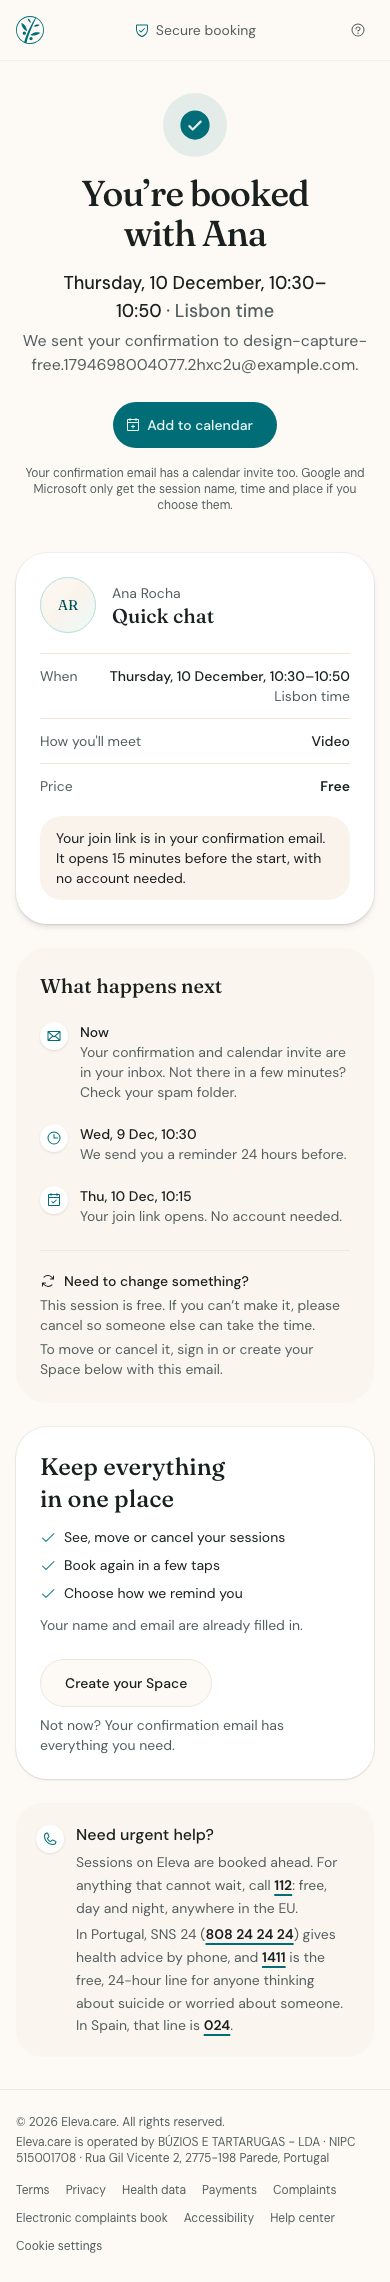 Secure booking
You’re booked
with Ana
Thursday, 10 December, 10:30–
10:50 · Lisbon time
We sent your confirmation to design-capture-
free.1794698004077.2hxc2u@example.com.
Add to calendar
Your confirmation email has a calendar invite too. Google and
Microsoft only get the session name, time and place if you
choose them.
AR
Ana Rocha
Quick chat
When
Thursday, 10 December, 10:30–10:50
Lisbon time
How you'll meet
Video
Price
Free
Your join link is in your confirmation email.
It opens 15 minutes before the start, with
no account needed.
What happens next
Now
Your confirmation and calendar invite are
in your inbox. Not there in a few minutes?
Check your spam folder.
Wed, 9 Dec, 10:30
We send you a reminder 24 hours before.
Thu, 10 Dec, 10:15
Your join link opens. No account needed.
Need to change something?
This session is free. If you can’t make it, please
cancel so someone else can take the time.
To move or cancel it, sign in or create your
Space below with this email.
Keep everything
in one place
See, move or cancel your sessions
Book again in a few taps
Choose how we remind you
Your name and email are already filled in.
Create your Space
Not now? Your confirmation email has
everything you need.
Need urgent help?
Sessions on Eleva are booked ahead. For
anything that cannot wait, call 112: free,
day and night, anywhere in the EU.
In Portugal, SNS 24 (808 24 24 24) gives
health advice by phone, and 1411 is the
free, 24-hour line for anyone thinking
about suicide or worried about someone.
In Spain, that line is 024.
© 2026 Eleva.care. All rights reserved.
Eleva.care is operated by BÚZIOS E TARTARUGAS - LDA · NIPC
515001708 · Rua Gil Vicente 2, 2775-198 Parede, Portugal
Terms Privacy Health data Payments Complaints
Electronic complaints book Accessibility Help center
Cookie settings